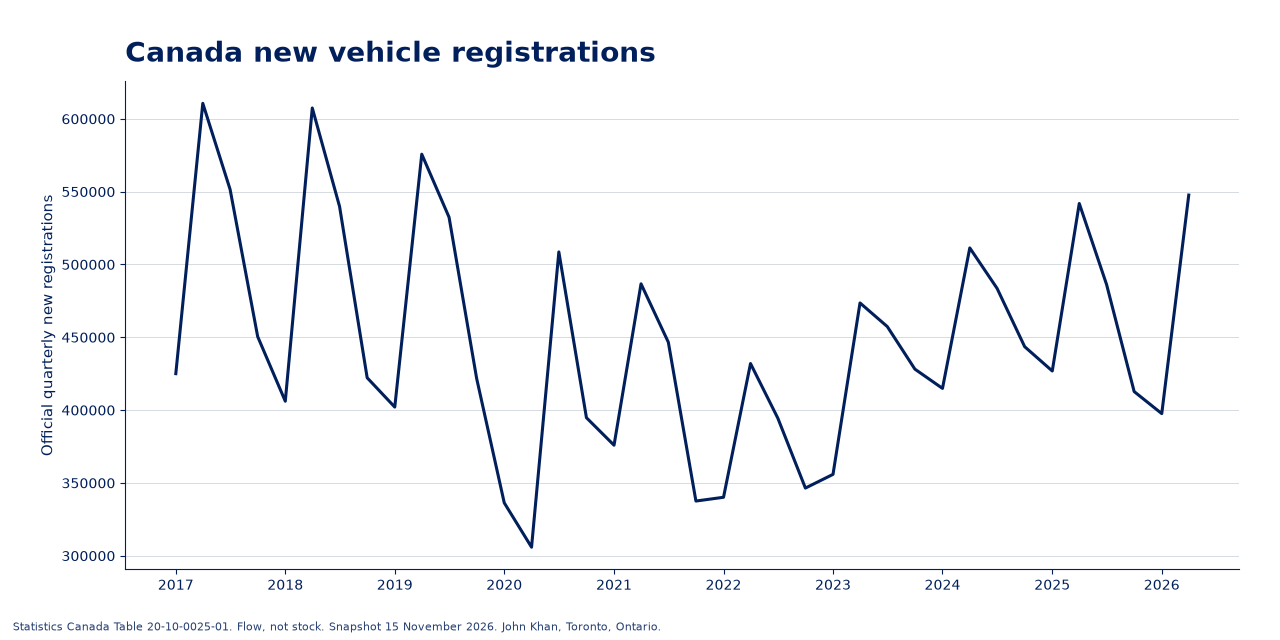 Canada new vehicle registrations
Official quarterly new registrations
600000
550000
500000
450000
400000
350000
300000
2017 2018 2019 2020 2021 2022 2023 2024 2025 2026
Statistics Canada Table 20-10-0025-01. Flow, not stock. Snapshot 15 November 2026. John Khan, Toronto, Ontario.